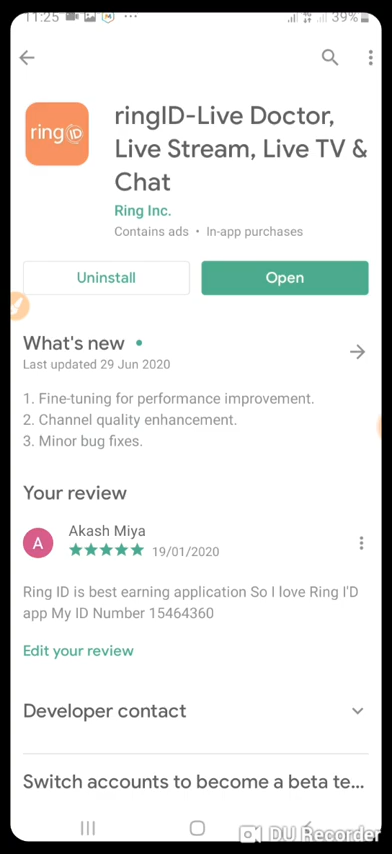 11:25
39%
ring ID
ringID-Live Doctor,
Live Stream, Live TV &
Chat
Ring Inc.
Contains ads • In-app purchases
Uninstall
Open
What's new •
Last updated 29 Jun 2020
1. Fine-tuning for performance improvement.
2. Channel quality enhancement.
3. Minor bug fixes.
Your review
A
Akash Miya
19/01/2020
Ring ID is best earning application So I love Ring I'D
app My ID Number 15464360
Edit your review
Developer contact
Switch accounts to become a beta te...
DU Recorder